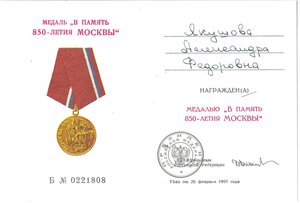 МЕДАЛЬ „В ПАМЯТЬ
850-ЛЕТИЯ МОСКВЫ“
Б № 0221808
Якушова
Александра
Федоровна
НАГРАЖДЕН(А)
МЕДАЛЬЮ „В ПАМЯТЬ
850-ЛЕТИЯ МОСКВЫ“
Указ от 26 февраля 1997 года